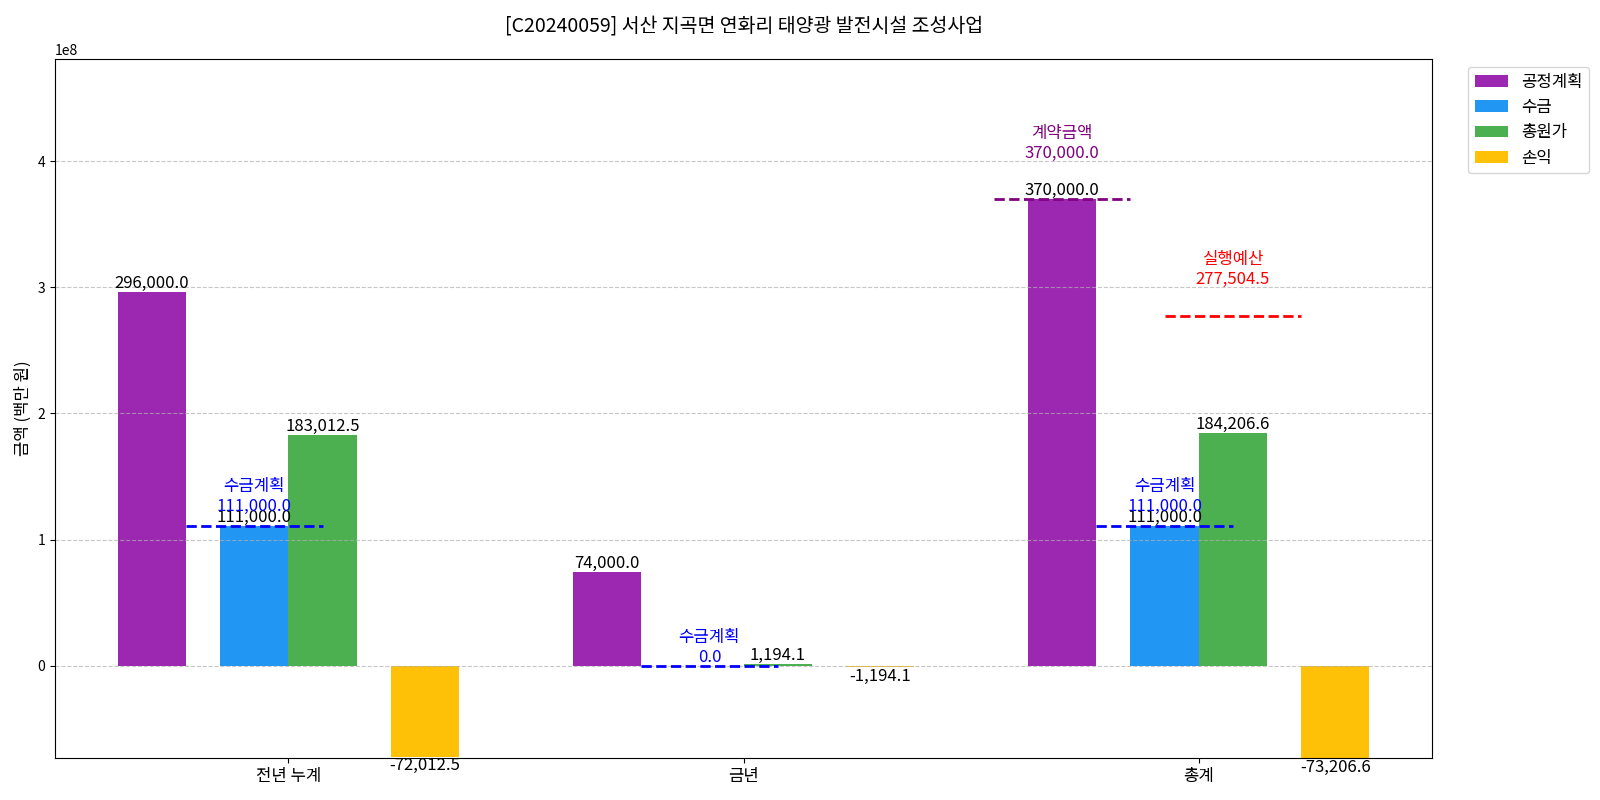 [C20240059] 서산 지곡면 연화리 태양광 발전시설 조성사업
1e8
금액 (백만 원)
4
3
2
1
0
296,000.0
수금계획
111,000.0
111,000.0
183,012.5
-72,012.5
74,000.0
수금계획
0.0
1,194.1
-1,194.1
계약금액
370,000.0
370,000.0
실행예산
277,504.5
184,206.6
수금계획
111,000.0
111,000.0
-73,206.6
전년 누계
금년
총계
공정계획
수금
총원가
손익